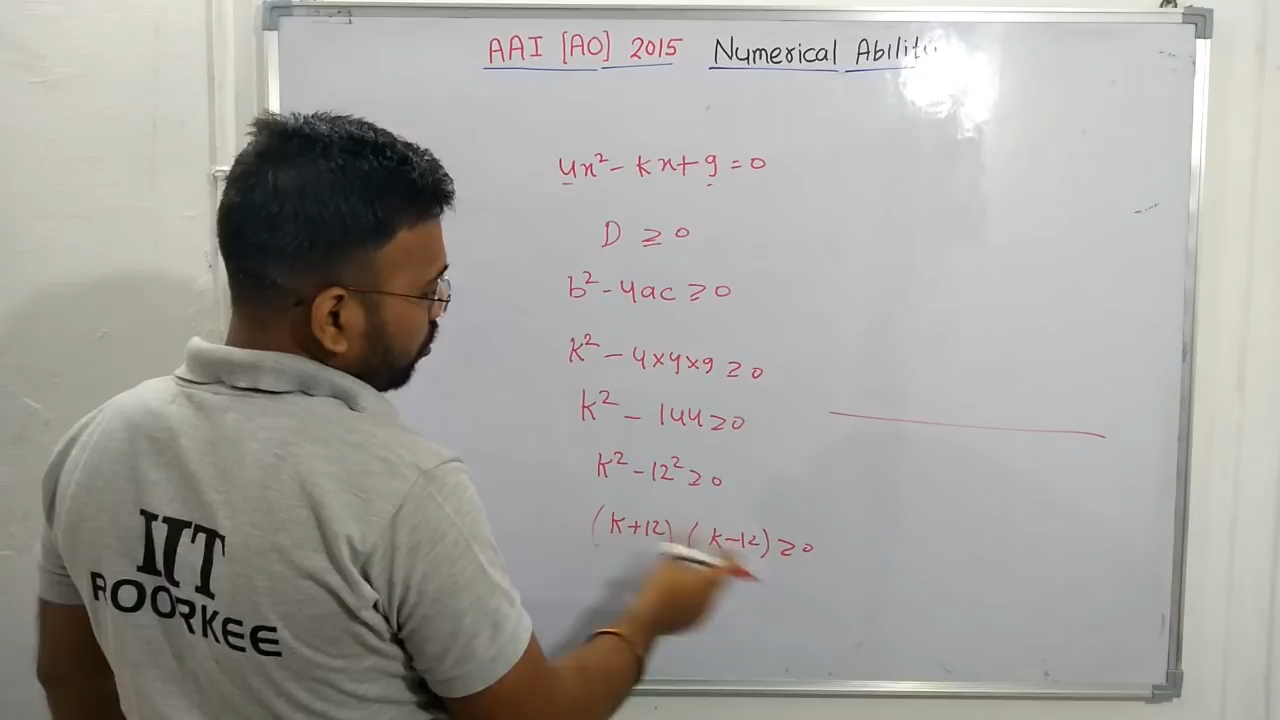 AAI [AO] 2015 Numerical Ability
4x² - kx + 9 = 0
D ≥ 0
b² - 4ac ≥ 0
k² - 4×4×9 ≥ 0
k² - 144 ≥ 0
k² - 12² ≥ 0
(k+12) (k-12) ≥ 0
IIT
ROORKEE